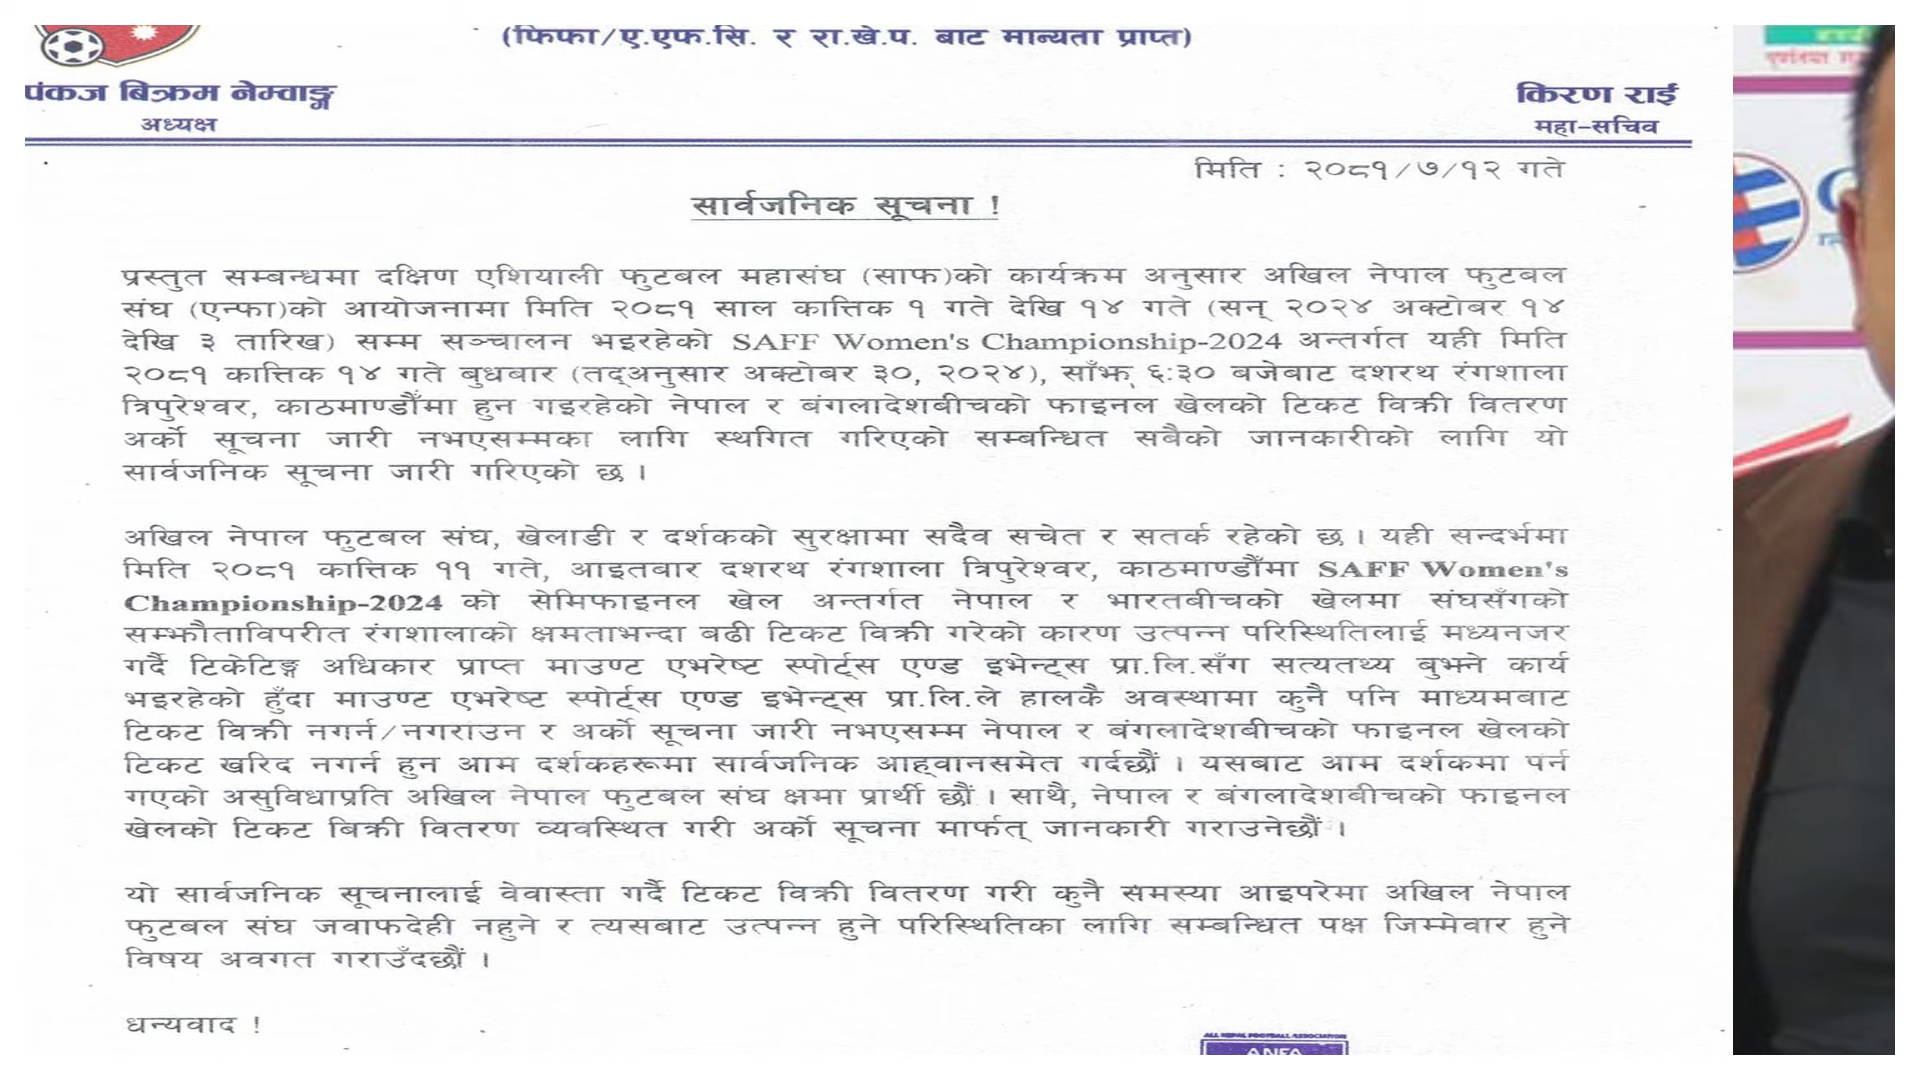 (फिफा/ए.एफ.सि. र रा.खे.प. बाट मान्यता प्राप्त)
पंकज बिक्रम नेम्वाङ्ग
अध्यक्ष
किरण राई
महा-सचिव
मिति : २०८१/७/१२ गते
सार्वजनिक सूचना !
प्रस्तुत सम्बन्धमा दक्षिण एशियाली फुटबल महासंघ (साफ)को कार्यक्रम अनुसार अखिल नेपाल फुटबल
संघ (एन्फा)को आयोजनामा मिति २०८१ साल कात्तिक १ गते देखि १४ गते (सन् २०२४ अक्टोबर १४
देखि ३ तारिख) सम्म सञ्चालन भइरहेको SAFF Women's Championship-2024 अन्तर्गत यही मिति
२०८१ कात्तिक १४ गते बुधबार (तद्अनुसार अक्टोबर ३०, २०२४), साँझ ६:३० बजेबाट दशरथ रंगशाला
त्रिपुरेश्वर, काठमाण्डौँमा हुन गइरहेको नेपाल र बंगलादेशबीचको फाइनल खेलको टिकट विक्री वितरण
अर्को सूचना जारी नभएसम्मका लागि स्थगित गरिएको सम्बन्धित सबैको जानकारीको लागि यो
सार्वजनिक सूचना जारी गरिएको छ ।
अखिल नेपाल फुटबल संघ, खेलाडी र दर्शकको सुरक्षामा सदैव सचेत र सतर्क रहेको छ । यही सन्दर्भमा
मिति २०८१ कात्तिक ११ गते, आइतबार दशरथ रंगशाला त्रिपुरेश्वर, काठमाण्डौँमा SAFF Women's
Championship-2024 को सेमिफाइनल खेल अन्तर्गत नेपाल र भारतबीचको खेलमा संघसँगको
सम्झौताविपरीत रंगशालाको क्षमताभन्दा बढी टिकट विक्री गरेको कारण उत्पन्न परिस्थितिलाई मध्यनजर
गर्दै टिकेटिङ्ग अधिकार प्राप्त माउण्ट एभरेष्ट स्पोर्ट्स एण्ड इभेन्ट्स प्रा.लि.सँग सत्यतथ्य बुझ्ने कार्य
भइरहेको हुँदा माउण्ट एभरेष्ट स्पोर्ट्स एण्ड इभेन्ट्स प्रा.लि.ले हालकै अवस्थामा कुनै पनि माध्यमबाट
टिकट विक्री नगर्न/नगराउन र अर्को सूचना जारी नभएसम्म नेपाल र बंगलादेशबीचको फाइनल खेलको
टिकट खरिद नगर्न हुन आम दर्शकहरूमा सार्वजनिक आह्वानसमेत गर्दछौं । यसबाट आम दर्शकमा पर्न
गएको असुविधाप्रति अखिल नेपाल फुटबल संघ क्षमा प्रार्थी छौं । साथै, नेपाल र बंगलादेशबीचको फाइनल
खेलको टिकट बिक्री वितरण व्यवस्थित गरी अर्को सूचना मार्फत् जानकारी गराउनेछौं ।
यो सार्वजनिक सूचनालाई वेवास्ता गर्दै टिकट विक्री वितरण गरी कुनै समस्या आइपरेमा अखिल नेपाल
फुटबल संघ जवाफदेही नहुने र त्यसबाट उत्पन्न हुने परिस्थितिका लागि सम्बन्धित पक्ष जिम्मेवार हुने
विषय अवगत गराउँदछौं ।
धन्यवाद !
ALL NEPAL FOOTBALL ASSOCIATION
ANFA